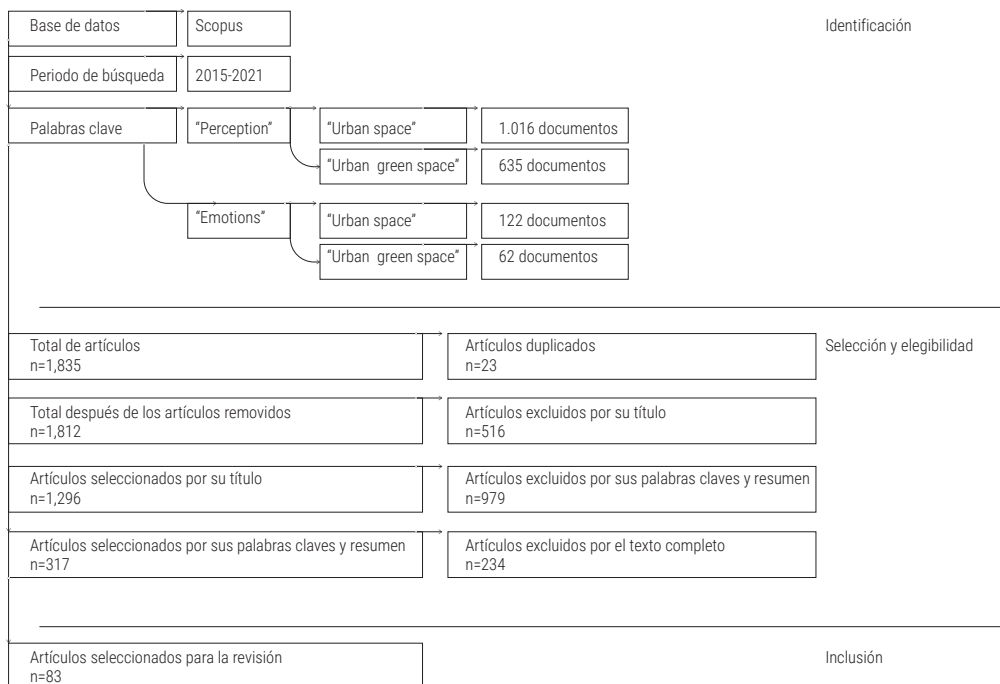 Base de datos
Scopus
Identificación
Periodo de búsqueda
2015-2021
Palabras clave
“Perception”
“Urban space”
1.016 documentos
“Urban green space”
635 documentos
“Emotions”
“Urban space”
122 documentos
“Urban green space”
62 documentos
Total de artículos
n=1,835
Artículos duplicados
n=23
Selección y elegibilidad
Total después de los artículos removidos
n=1,812
Artículos excluidos por su título
n=516
Artículos seleccionados por su título
n=1,296
Artículos excluidos por sus palabras claves y resumen
n=979
Artículos seleccionados por sus palabras claves y resumen
n=317
Artículos excluidos por el texto completo
n=234
Artículos seleccionados para la revisión
n=83
Inclusión